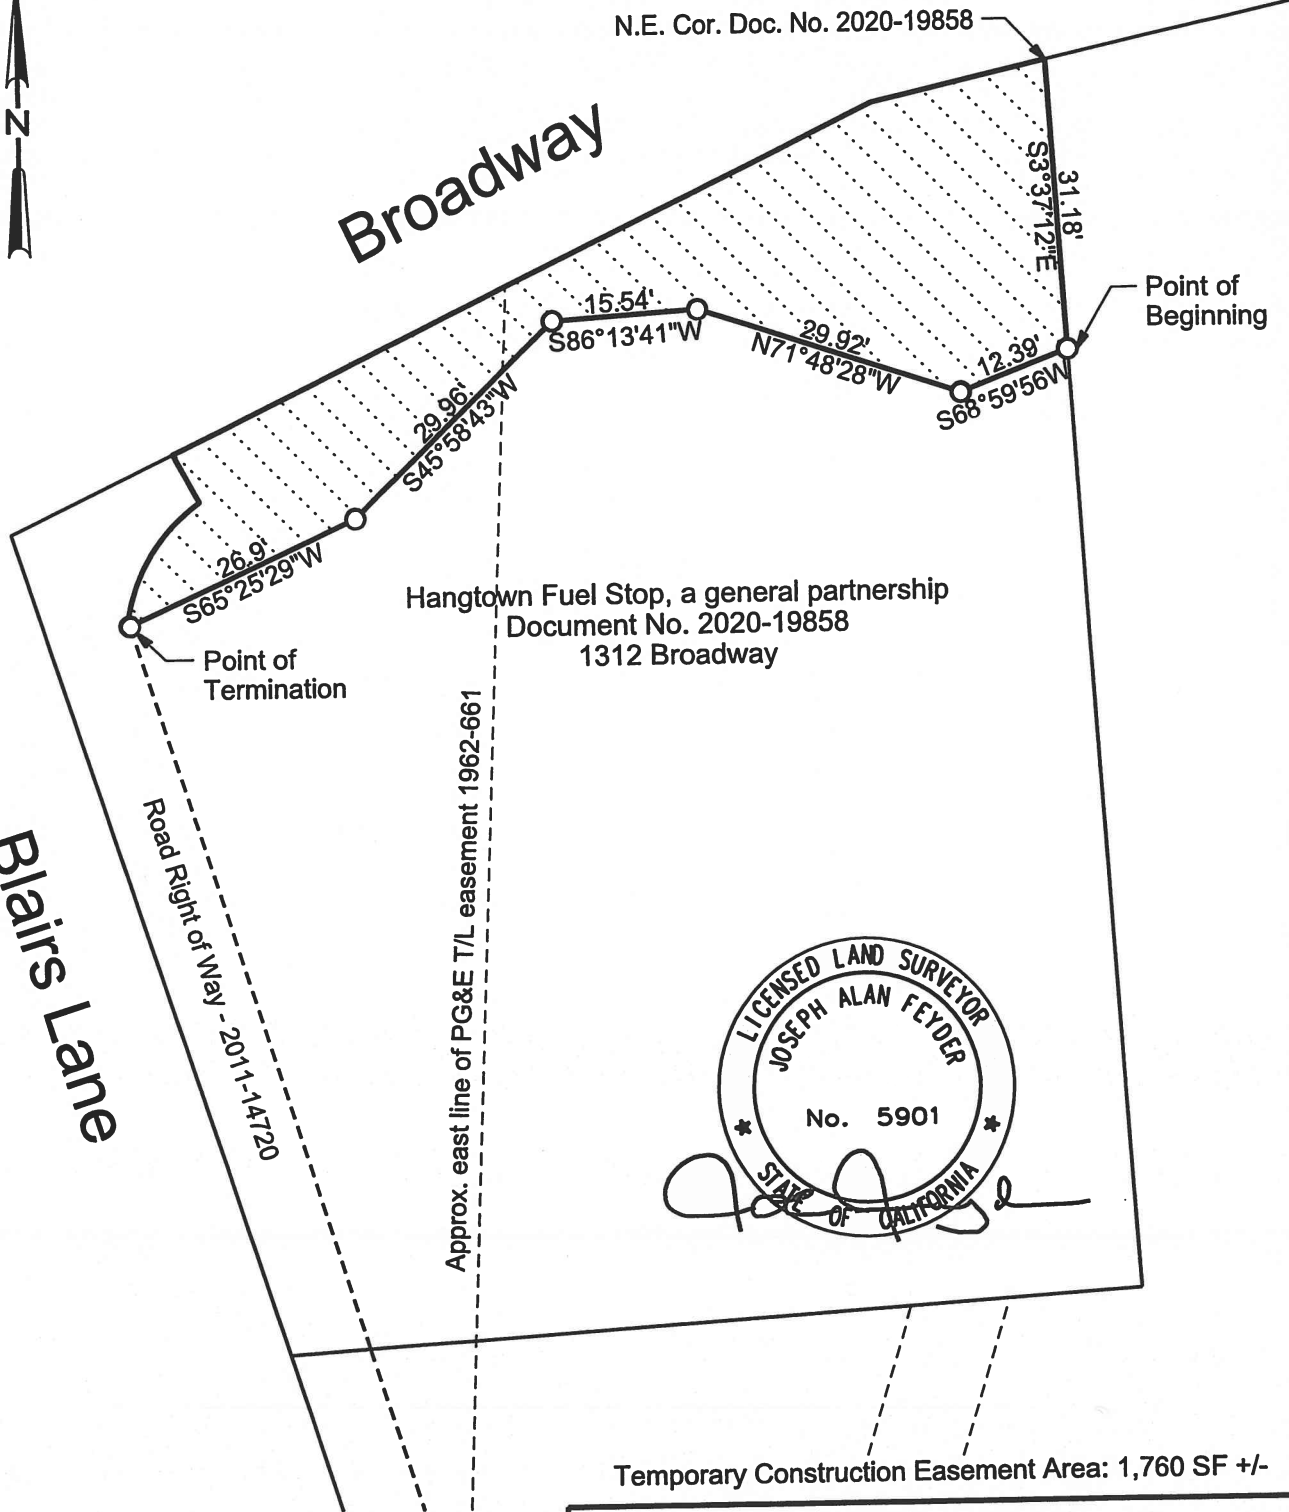 N.E. Cor. Doc. No. 2020-19858
N
Broadway
31.18'
S3°37'12"E
Point of
Beginning
15.54'
S86°13'41"W
29.92'
N71°48'28"W
12.39'
S68°59'56W
29.96'
S45°58'43"W
26.9'
S65°25'29"W
Hangtown Fuel Stop, a general partnership
Document No. 2020-19858
1312 Broadway
Point of
Termination
Approx. east line of PG&E T/L easement 1962-661
Road Right of Way - 2011-14720
Blairs Lane
LICENSED LAND SURVEYOR
JOSEPH ALAN FEYDER
No. 5901
STATE OF CALIFORNIA
Temporary Construction Easement Area: 1,760 SF +/-